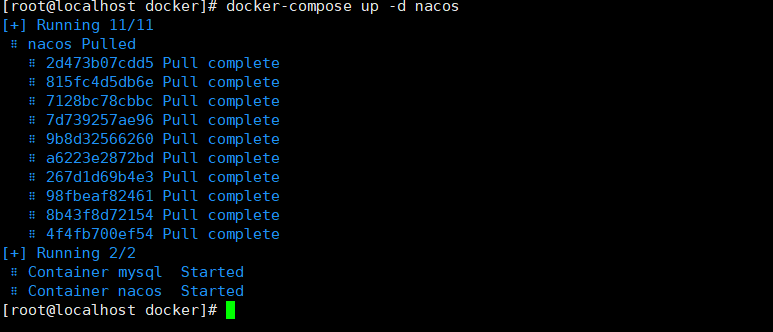 [root@localhost docker]# docker-compose up -d nacos
[+] Running 11/11
⠿ nacos Pulled
⠿ 2d473b07cdd5 Pull complete
⠿ 815fc4d5db6e Pull complete
⠿ 7128bc78cbbc Pull complete
⠿ 7d739257ae96 Pull complete
⠿ 9b8d32566260 Pull complete
⠿ a6223e2872bd Pull complete
⠿ 267d1d69b4e3 Pull complete
⠿ 98fbeaf82461 Pull complete
⠿ 8b43f8d72154 Pull complete
⠿ 4f4fb700ef54 Pull complete
[+] Running 2/2
⠿ Container mysql  Started
⠿ Container nacos  Started
[root@localhost docker]#